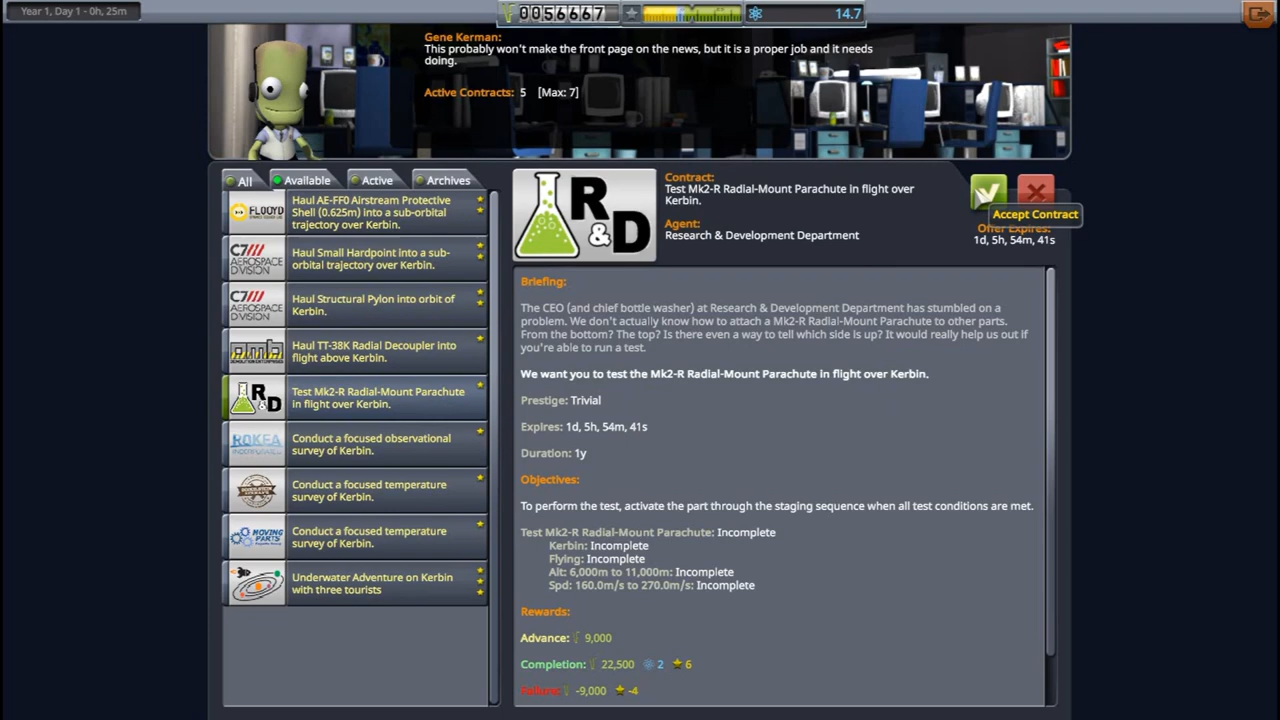 Year 1, Day 1 - 0h, 25m
0056667
14.7
Gene Kerman:
This probably won't make the front page on the news, but it is a proper job and it needs
doing.
Active Contracts: 5 [Max: 7]
All
Available
Active
Archives
FLOOYD
Haul AE-FF0 Airstream Protective
Shell (0.625m) into a sub-orbital
trajectory over Kerbin.
C7
AEROSPACE
DIVISION
Haul Small Hardpoint into a sub-
orbital trajectory over Kerbin.
C7
AEROSPACE
DIVISION
Haul Structural Pylon into orbit of
Kerbin.
Haul TT-38K Radial Decoupler into
flight above Kerbin.
R&D
Test Mk2-R Radial-Mount Parachute
in flight over Kerbin.
ROKEA
Conduct a focused observational
survey of Kerbin.
Conduct a focused temperature
survey of Kerbin.
MOVING
PARTS
Conduct a focused temperature
survey of Kerbin.
Underwater Adventure on Kerbin
with three tourists
R&D
Contract:
Test Mk2-R Radial-Mount Parachute in flight over
Kerbin.
Agent:
Research & Development Department
Accept Contract
Offer Expires:
1d, 5h, 54m, 41s
Briefing:
The CEO (and chief bottle washer) at Research & Development Department has stumbled on a
problem. We don't actually know how to attach a Mk2-R Radial-Mount Parachute to other parts.
From the bottom? The top? Is there even a way to tell which side is up? It would really help us out if
you're able to run a test.
We want you to test the Mk2-R Radial-Mount Parachute in flight over Kerbin.
Prestige: Trivial
Expires: 1d, 5h, 54m, 41s
Duration: 1y
Objectives:
To perform the test, activate the part through the staging sequence when all test conditions are met.
Test Mk2-R Radial-Mount Parachute: Incomplete
Kerbin: Incomplete
Flying: Incomplete
Alt: 6,000m to 11,000m: Incomplete
Spd: 160.0m/s to 270.0m/s: Incomplete
Rewards:
Advance: 9,000
Completion: 22,500 2 6
Failure: -9,000 -4